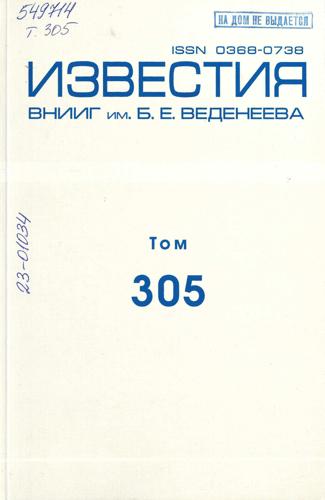 549714
Т. 305
НА ДОМ НЕ ВЫДАЕТСЯ
ISSN 0368-0738
ИЗВЕСТИЯ
ВНИИГ им. Б. Е. ВЕДЕНЕЕВА
23-01034
Том
305